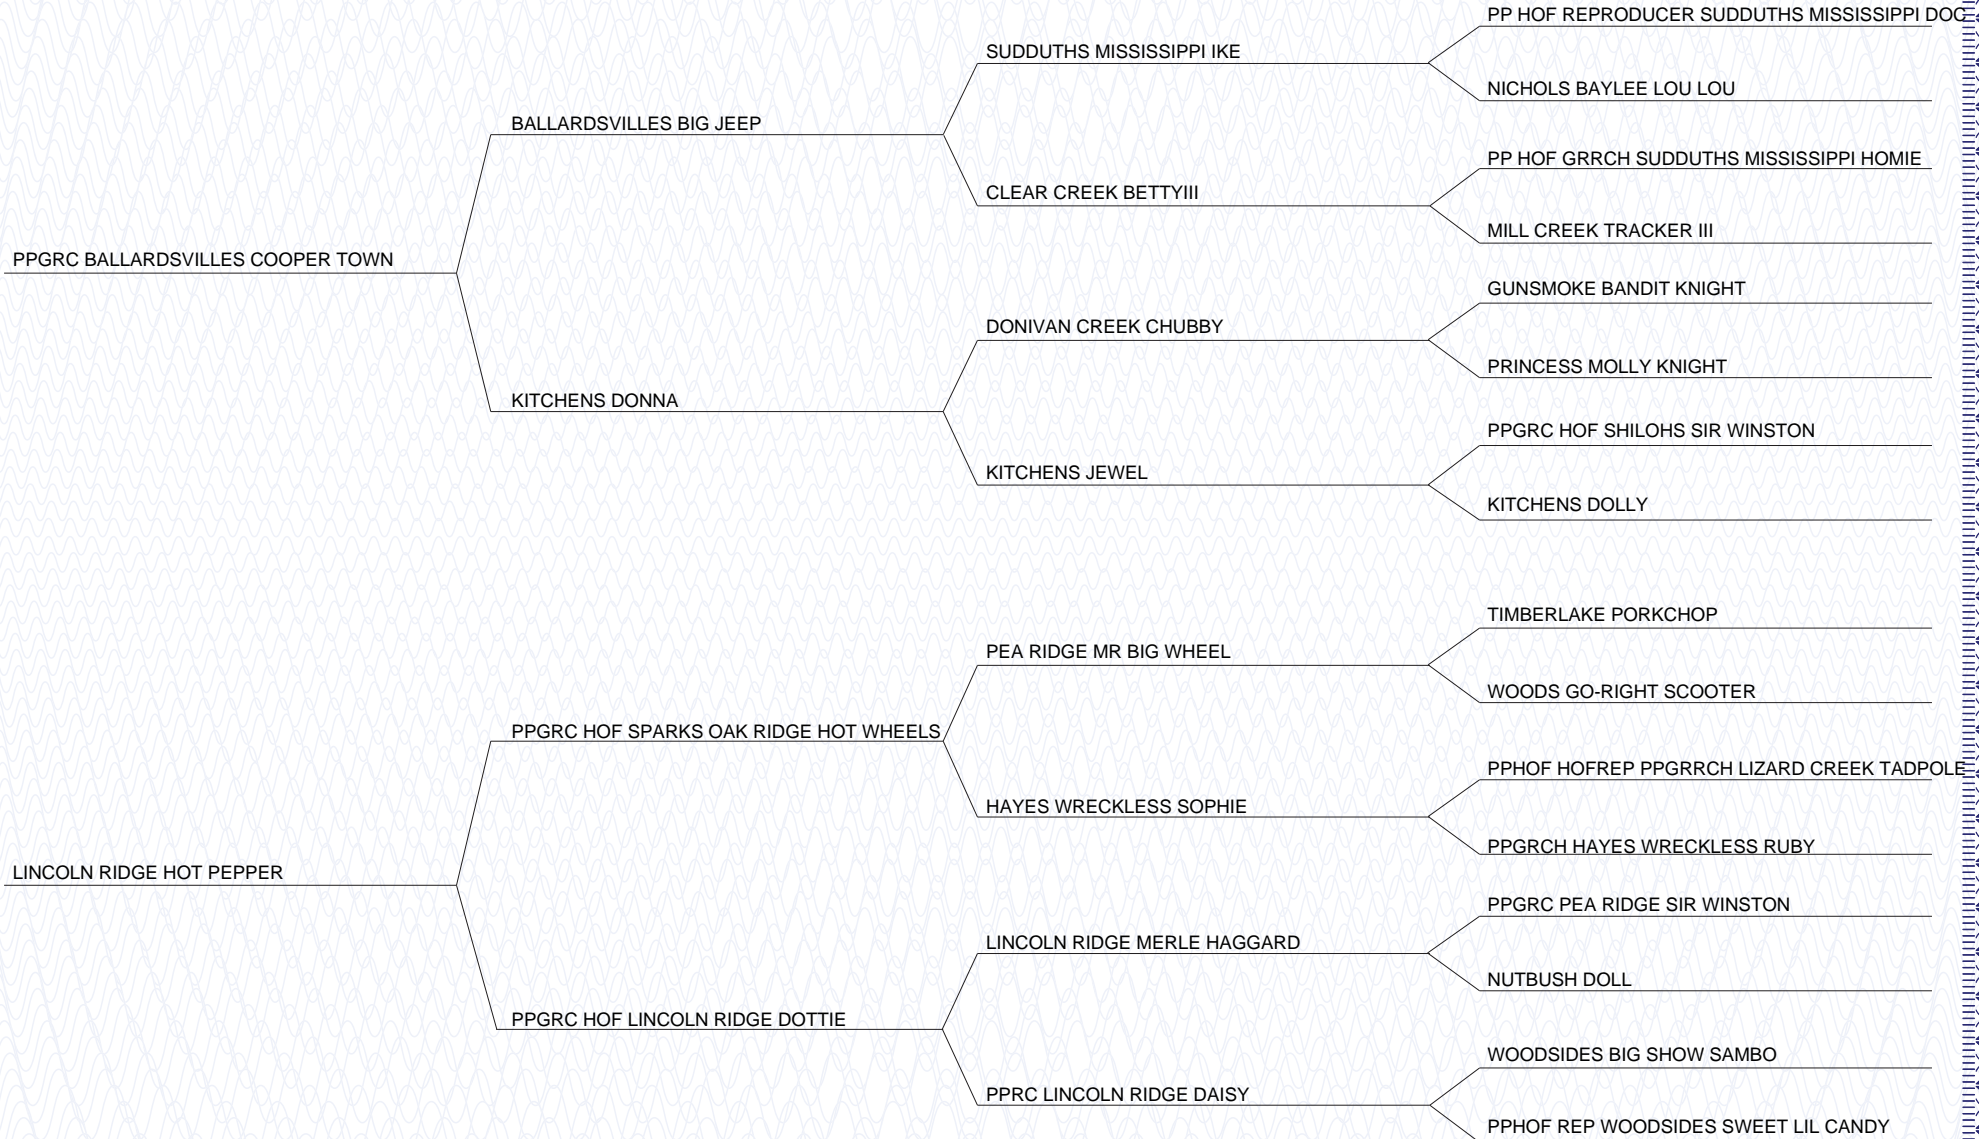 PP HOF REPRODUCER SUDDUTHS MISSISSIPPI DOC
SUDDUTHS MISSISSIPPI IKE
NICHOLS BAYLEE LOU LOU
BALLARDSVILLES BIG JEEP
PP HOF GRRCH SUDDUTHS MISSISSIPPI HOMIE
CLEAR CREEK BETTYIII
MILL CREEK TRACKER III
PPGRC BALLARDSVILLES COOPER TOWN
GUNSMOKE BANDIT KNIGHT
DONIVAN CREEK CHUBBY
PRINCESS MOLLY KNIGHT
KITCHENS DONNA
PPGRC HOF SHILOHS SIR WINSTON
KITCHENS JEWEL
KITCHENS DOLLY
TIMBERLAKE PORKCHOP
PEA RIDGE MR BIG WHEEL
WOODS GO-RIGHT SCOOTER
PPGRC HOF SPARKS OAK RIDGE HOT WHEELS
PPHOF HOFREP PPGRRCH LIZARD CREEK TADPOLE
HAYES WRECKLESS SOPHIE
PPGRCH HAYES WRECKLESS RUBY
LINCOLN RIDGE HOT PEPPER
PPGRC PEA RIDGE SIR WINSTON
LINCOLN RIDGE MERLE HAGGARD
NUTBUSH DOLL
PPGRC HOF LINCOLN RIDGE DOTTIE
WOODSIDES BIG SHOW SAMBO
PPRC LINCOLN RIDGE DAISY
PPHOF REP WOODSIDES SWEET LIL CANDY